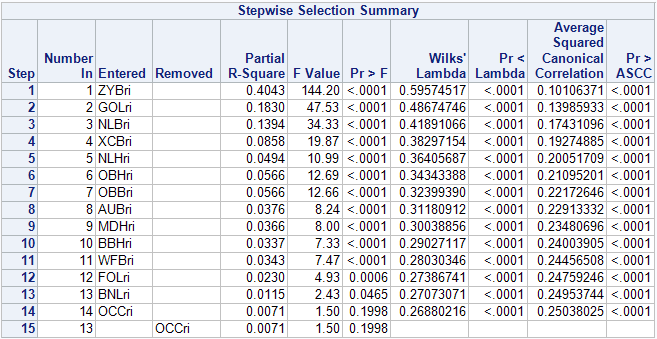 Stepwise Selection Summary
Step Number In Entered Removed Partial R-Square F Value Pr > F Wilks' Lambda Pr < Lambda Average Squared Canonical Correlation Pr > ASCC
1 1 ZYBri 0.4043 144.20 <.0001 0.59574517 <.0001 0.10106371 <.0001
2 2 GOLri 0.1830 47.53 <.0001 0.48674746 <.0001 0.13985933 <.0001
3 3 NLBri 0.1394 34.33 <.0001 0.41891066 <.0001 0.17431096 <.0001
4 4 XCBri 0.0858 19.87 <.0001 0.38297154 <.0001 0.19274885 <.0001
5 5 NLHri 0.0494 10.99 <.0001 0.36405687 <.0001 0.20051709 <.0001
6 6 OBHri 0.0566 12.69 <.0001 0.34343388 <.0001 0.21095201 <.0001
7 7 OBBri 0.0566 12.66 <.0001 0.32399390 <.0001 0.22172646 <.0001
8 8 AUBri 0.0376 8.24 <.0001 0.31180912 <.0001 0.22913332 <.0001
9 9 MDHri 0.0366 8.00 <.0001 0.30038856 <.0001 0.23480696 <.0001
10 10 BBHri 0.0337 7.33 <.0001 0.29027117 <.0001 0.24003905 <.0001
11 11 WFBri 0.0343 7.47 <.0001 0.28030346 <.0001 0.24456508 <.0001
12 12 FOLri 0.0230 4.93 0.0006 0.27386741 <.0001 0.24759246 <.0001
13 13 BNLri 0.0115 2.43 0.0465 0.27073071 <.0001 0.24953744 <.0001
14 14 OCCri 0.0071 1.50 0.1998 0.26880216 <.0001 0.25038025 <.0001
15 13 OCCri 0.0071 1.50 0.1998